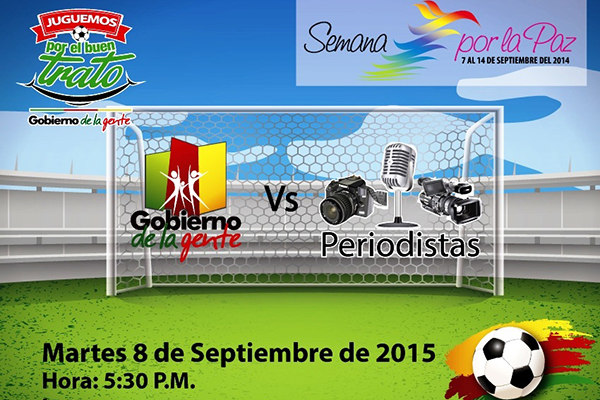 JUGUEMOS
por el buen
trato
Gobierno de la gente
Semana por la Paz
7 AL 14 DE SEPTIEMBRE DEL 2014
Gobierno
de la gente
Vs
Periodistas
Martes 8 de Septiembre de 2015
Hora: 5:30 P.M.